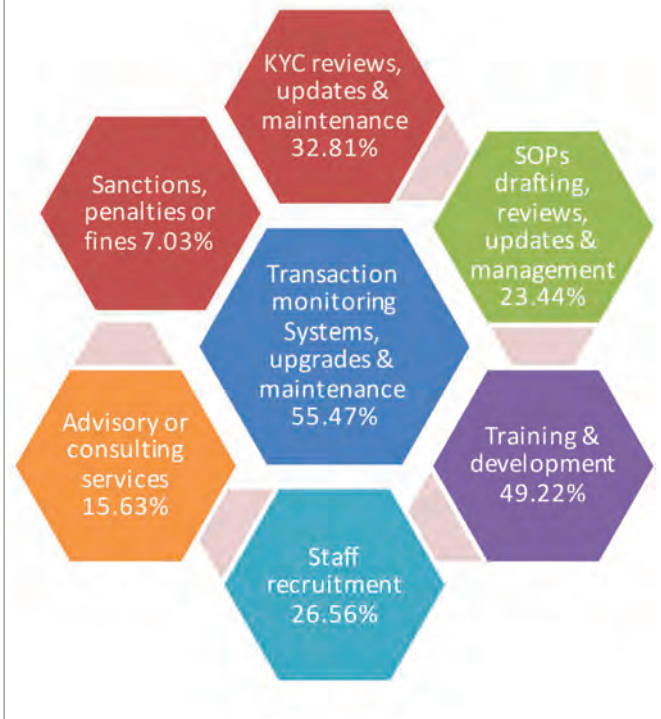 KYC reviews,
updates &
maintenance
32.81%
Sanctions,
penalties or
fines 7.03%
SOPs
drafting,
reviews,
updates &
management
23.44%
Transaction
monitoring
Systems,
upgrades &
maintenance
55.47%
Advisory or
consulting
services
15.63%
Training &
development
49.22%
Staff
recruitment
26.56%